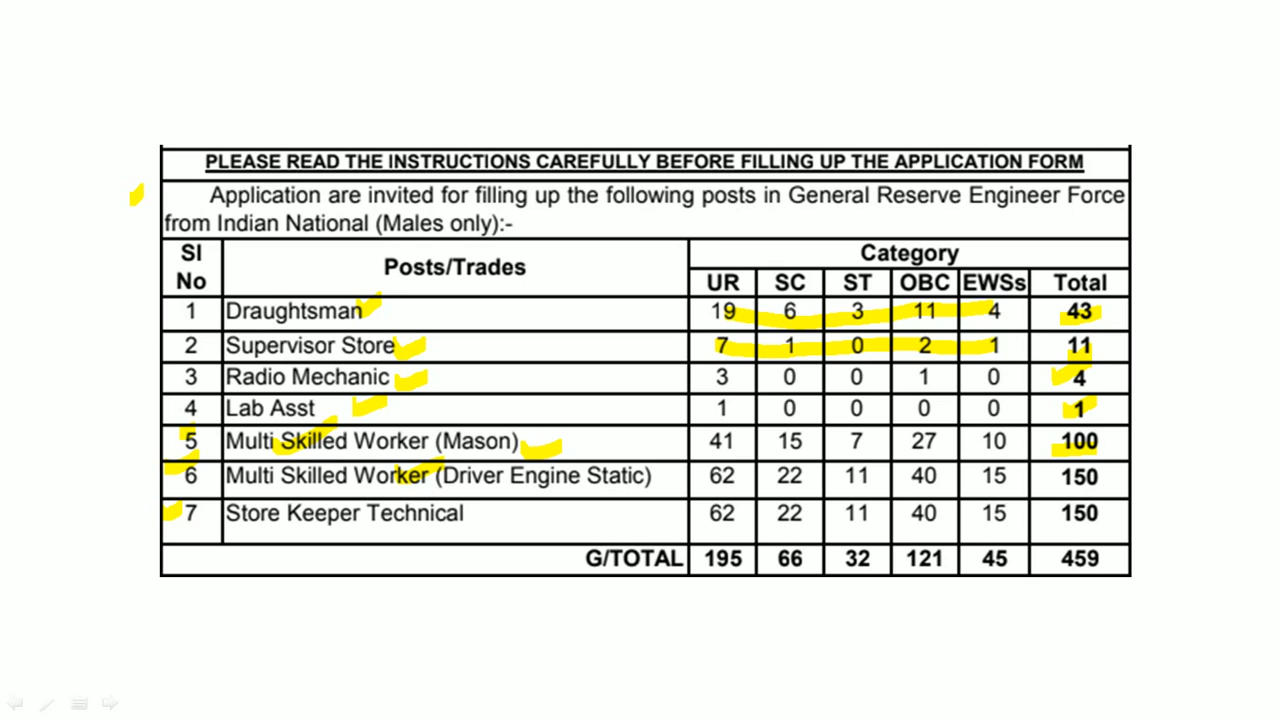 PLEASE READ THE INSTRUCTIONS CAREFULLY BEFORE FILLING UP THE APPLICATION FORM
Application are invited for filling up the following posts in General Reserve Engineer Force
from Indian National (Males only):-
Sl No Posts/Trades Category
UR SC ST OBC EWSs Total
1 Draughtsman 19 6 3 11 4 43
2 Supervisor Store 7 1 0 2 1 11
3 Radio Mechanic 3 0 0 1 0 4
4 Lab Asst 1 0 0 0 0 1
5 Multi Skilled Worker (Mason) 41 15 7 27 10 100
6 Multi Skilled Worker (Driver Engine Static) 62 22 11 40 15 150
7 Store Keeper Technical 62 22 11 40 15 150
G/TOTAL 195 66 32 121 45 459